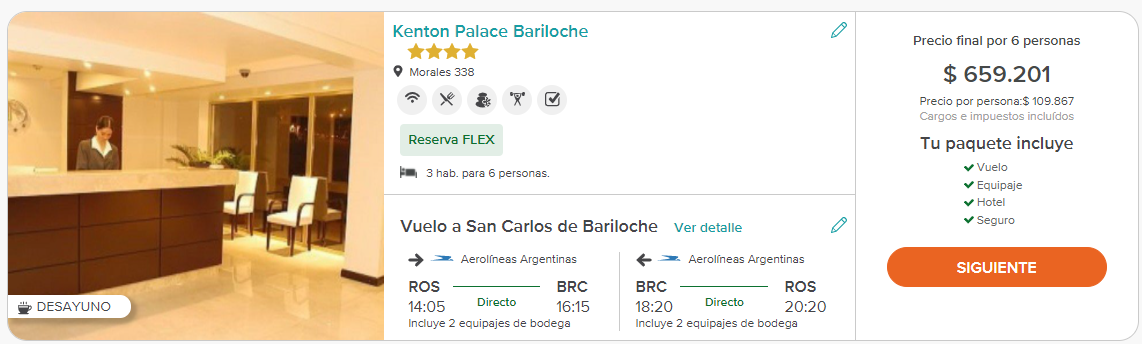 DESAYUNO
Kenton Palace Bariloche
Morales 338
Reserva FLEX
3 hab. para 6 personas.
Vuelo a San Carlos de Bariloche Ver detalle
Aerolíneas Argentinas
ROS BRC
14:05 Directo 16:15
Incluye 2 equipajes de bodega
Aerolíneas Argentinas
BRC ROS
18:20 Directo 20:20
Incluye 2 equipajes de bodega
Precio final por 6 personas
$ 659.201
Precio por persona:$ 109.867
Cargos e impuestos incluídos
Tu paquete incluye
Vuelo
Equipaje
Hotel
Seguro
SIGUIENTE